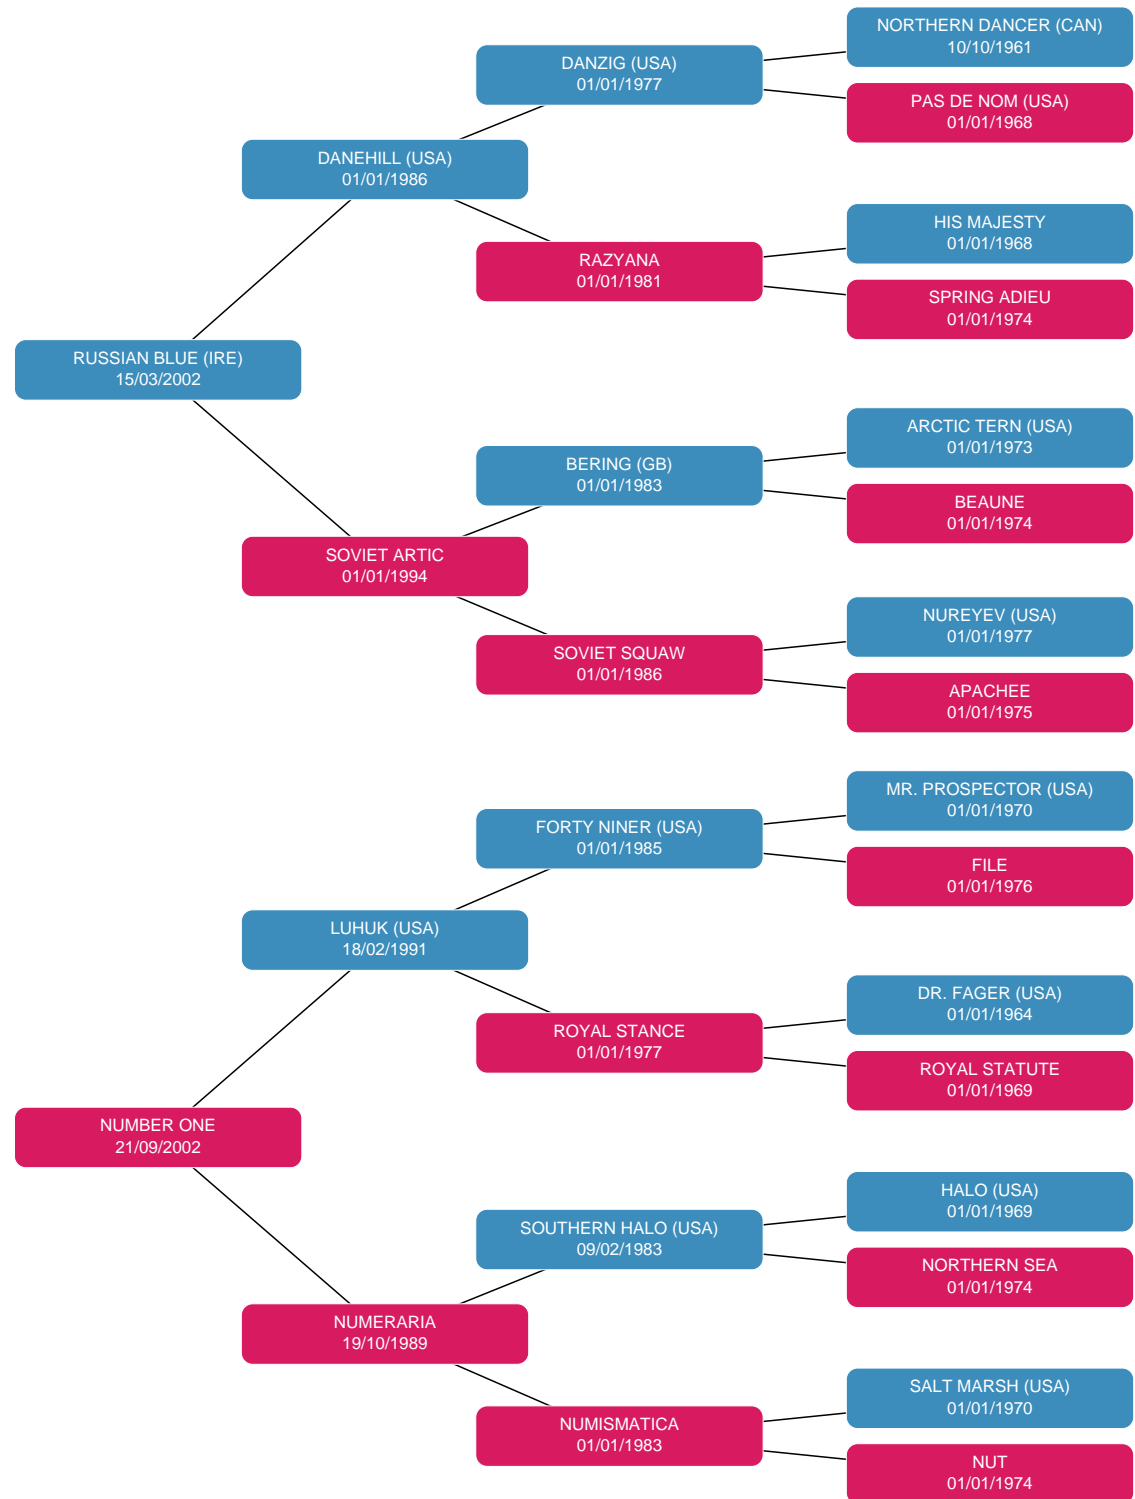 NORTHERN DANCER (CAN)
10/10/1961
DANZIG (USA)
01/01/1977
PAS DE NOM (USA)
01/01/1968
DANEHILL (USA)
01/01/1986
HIS MAJESTY
01/01/1968
RAZYANA
01/01/1981
SPRING ADIEU
01/01/1974
RUSSIAN BLUE (IRE)
15/03/2002
ARCTIC TERN (USA)
01/01/1973
BERING (GB)
01/01/1983
BEAUNE
01/01/1974
SOVIET ARTIC
01/01/1994
NUREYEV (USA)
01/01/1977
SOVIET SQUAW
01/01/1986
APACHEE
01/01/1975
MR. PROSPECTOR (USA)
01/01/1970
FORTY NINER (USA)
01/01/1985
FILE
01/01/1976
LUHUK (USA)
18/02/1991
DR. FAGER (USA)
01/01/1964
ROYAL STANCE
01/01/1977
ROYAL STATUTE
01/01/1969
NUMBER ONE
21/09/2002
HALO (USA)
01/01/1969
SOUTHERN HALO (USA)
09/02/1983
NORTHERN SEA
01/01/1974
NUMERARIA
19/10/1989
SALT MARSH (USA)
01/01/1970
NUMISMATICA
01/01/1983
NUT
01/01/1974